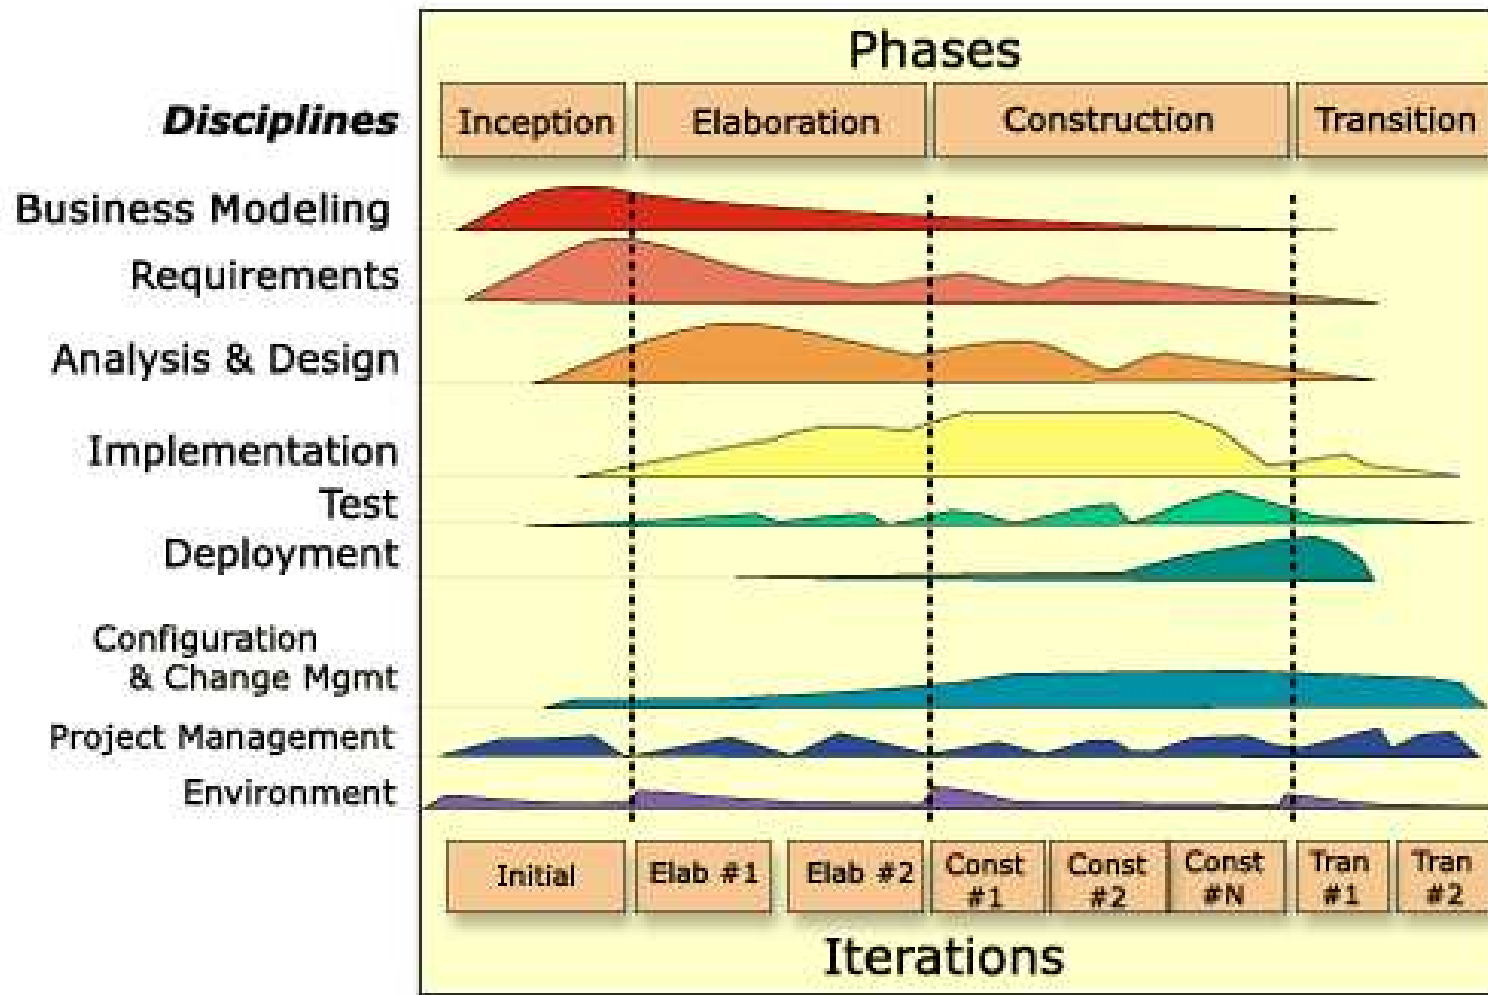 Phases
Disciplines
Inception
Elaboration
Construction
Transition
Business Modeling
Requirements
Analysis & Design
Implementation
Test
Deployment
Configuration
& Change Mgmt
Project Management
Environment
Initial
Elab #1
Elab #2
Const
#1
Const
#2
Const
#N
Tran
#1
Tran
#2
Iterations